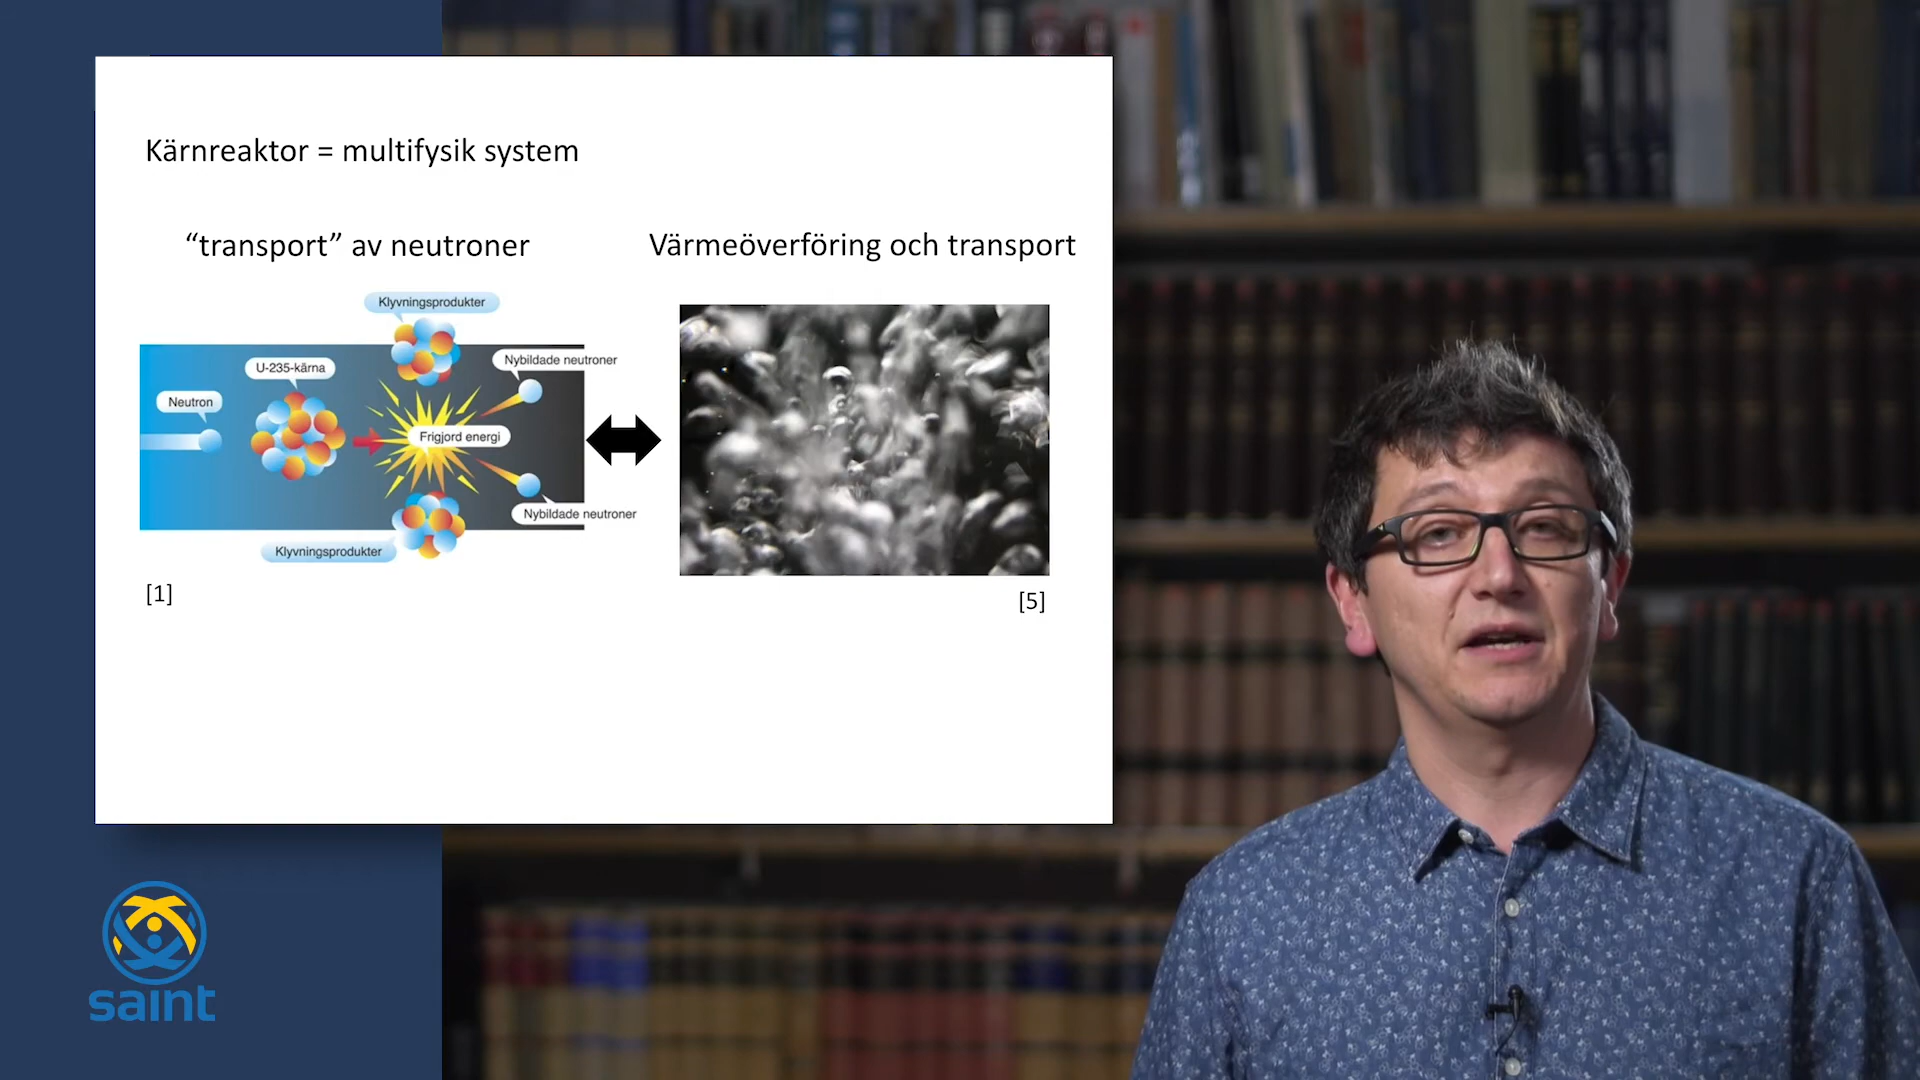 Kärnreaktor = multifysik system
“transport” av neutroner
Värmeöverföring och transport
Klyvningsprodukter
Nybildade neutroner
U-235-kärna
Neutron
Frigjord energi
Nybildade neutroner
Klyvningsprodukter
[1]
[5]
saint